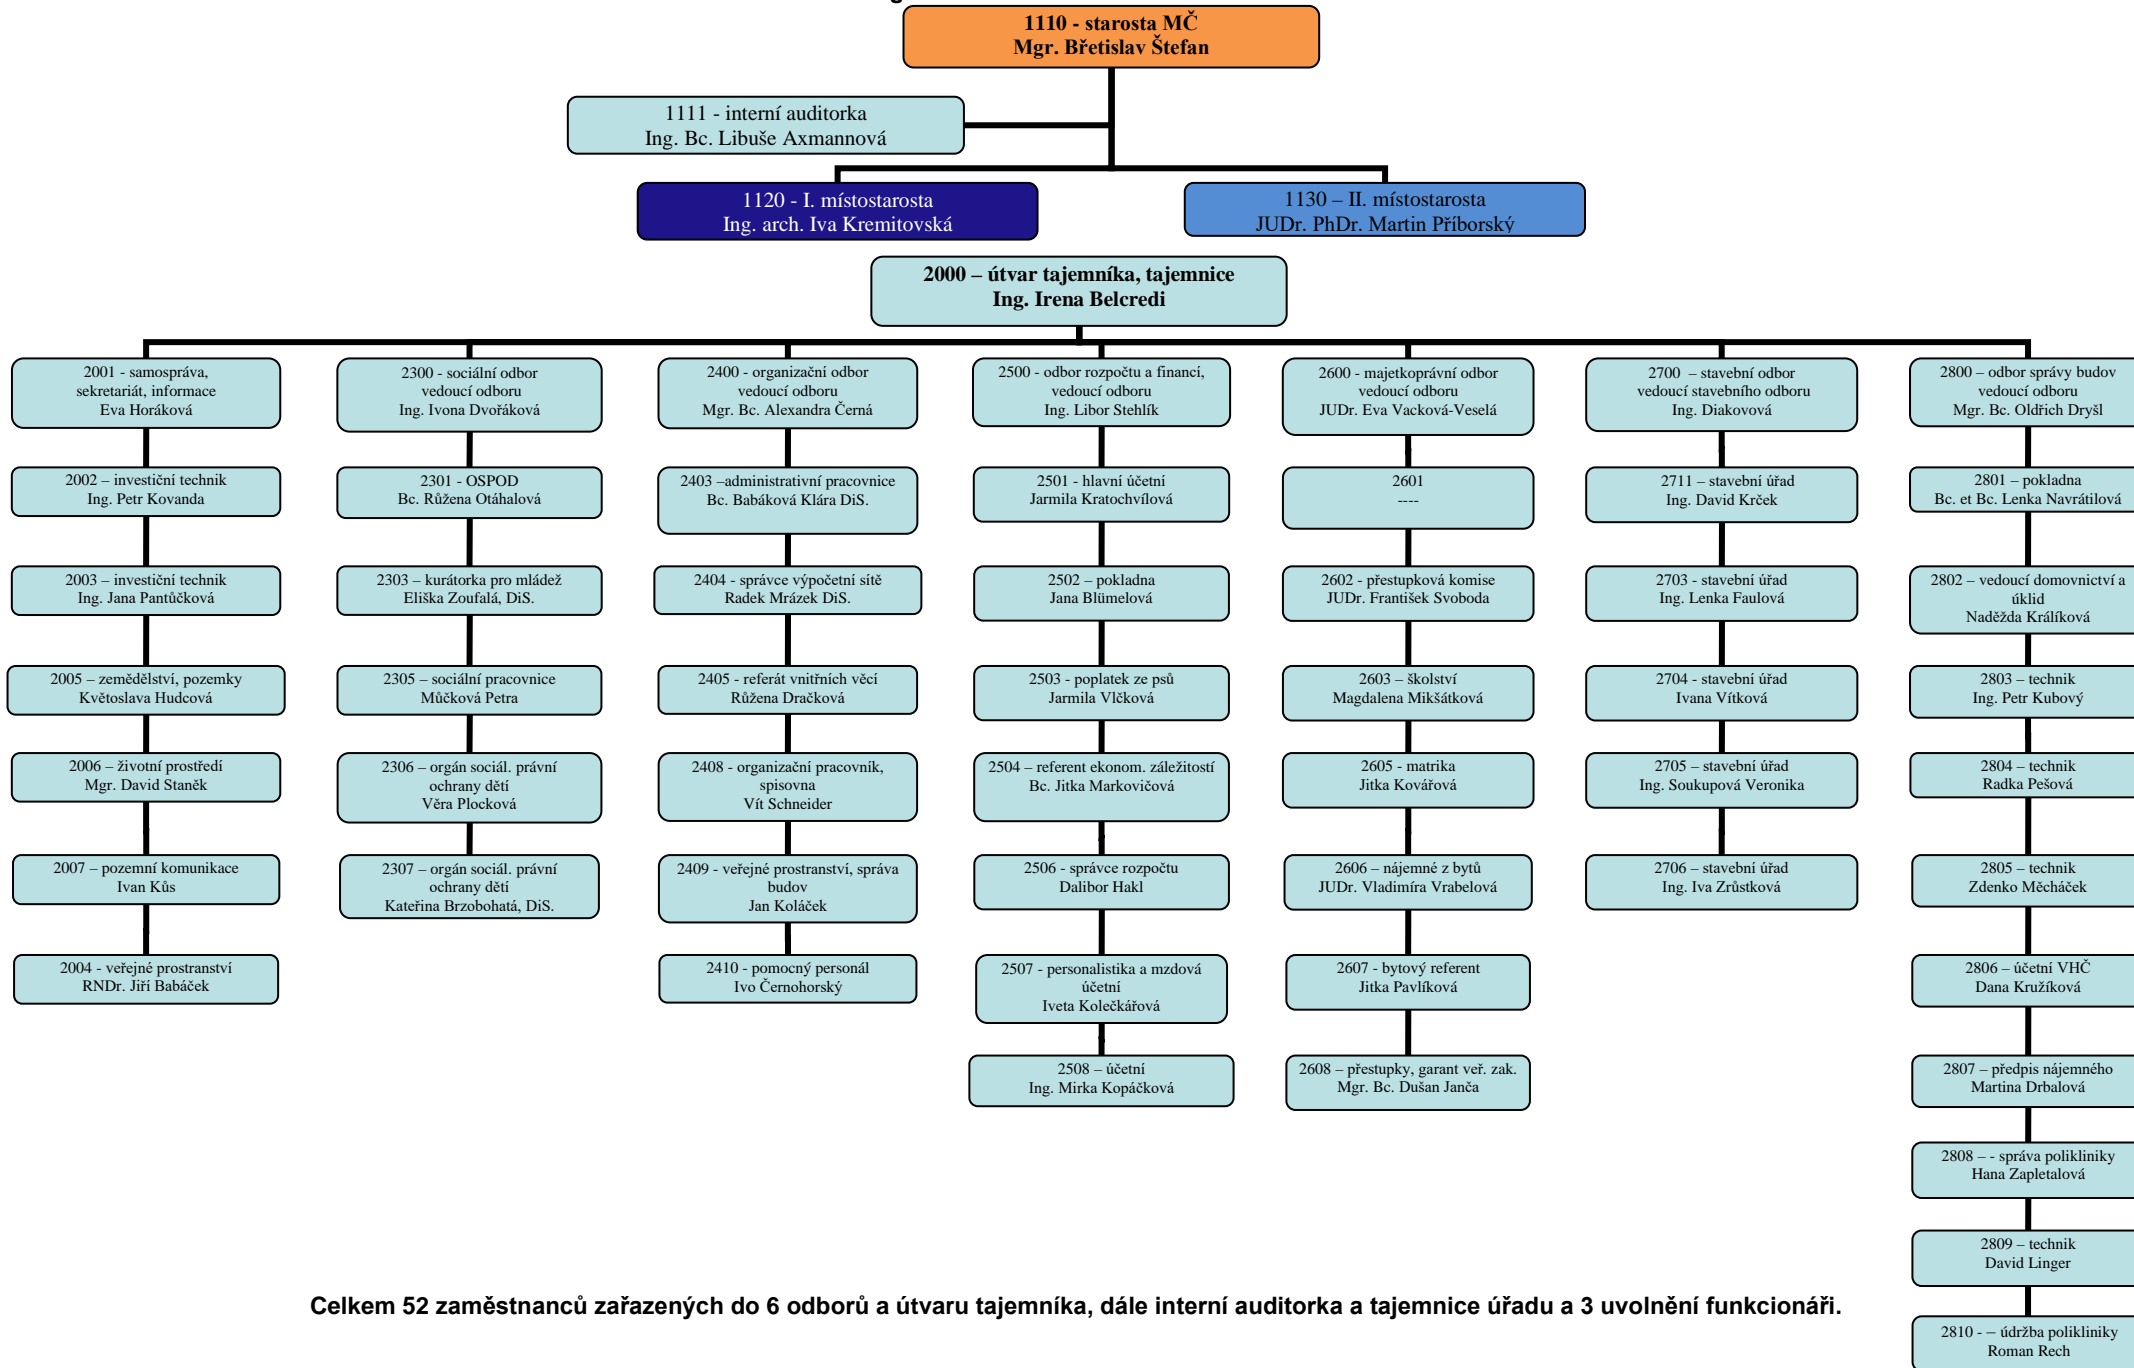 1110 - starosta MČ
Mgr. Břetislav Štefan
1111 - interní auditorka
Ing. Bc. Libuše Axmannová
1120 - I. místostarosta
Ing. arch. Iva Kremitovská
1130 – II. místostarosta
JUDr. PhDr. Martin Příborský
2000 – útvar tajemníka, tajemnice
Ing. Irena Belcredi
2001 - samospráva,
sekretariát, informace
Eva Horáková
2002 – investiční technik
Ing. Petr Kovanda
2003 – investiční technik
Ing. Jana Pantůčková
2005 – zemědělství, pozemky
Květoslava Hudcová
2006 – životní prostředí
Mgr. David Staněk
2007 – pozemní komunikace
Ivan Kůs
2004 - veřejné prostranství
RNDr. Jiří Babáček
2300 - sociální odbor
vedoucí odboru
Ing. Ivona Dvořáková
2301 - OSPOD
Bc. Růžena Otáhalová
2303 – kurátorka pro mládež
Eliška Zoufalá, DiS.
2305 – sociální pracovnice
Můčková Petra
2306 - orgán sociál. právní
ochrany dětí
Věra Plocková
2307 – orgán sociál. právní
ochrany dětí
Kateřina Brzobohatá, DiS.
2400 - organizační odbor
vedoucí odboru
Mgr. Bc. Alexandra Černá
2403 –administrativní pracovnice
Bc. Babáková Klára DiS.
2404 - správce výpočetní sítě
Radek Mrázek DiS.
2405 - referát vnitřních věcí
Růžena Dračková
2408 - organizační pracovník,
spisovna
Vít Schneider
2409 - veřejné prostranství, správa
budov
Jan Koláček
2410 - pomocný personál
Ivo Černohorský
2500 - odbor rozpočtu a financí,
vedoucí odboru
Ing. Libor Stehlík
2501 - hlavní účetní
Jarmila Kratochvílová
2502 – pokladna
Jana Blümelová
2503 - poplatek ze psů
Jarmila Vlčková
2504 – referent ekonom. záležitostí
Bc. Jitka Markovičová
2506 - správce rozpočtu
Dalibor Hakl
2507 - personalistika a mzdová
účetní
Iveta Kolečkářová
2508 – účetní
Ing. Mirka Kopáčková
2600 - majetkoprávní odbor
vedoucí odboru
JUDr. Eva Vacková-Veselá
2601
----
2602 - přestupková komise
JUDr. František Svoboda
2603 – školství
Magdalena Mikšátková
2605 - matrika
Jitka Kovářová
2606 – nájemné z bytů
JUDr. Vladimíra Vrabelová
2607 - bytový referent
Jitka Pavlíková
2608 – přestupky, garant veř. zak.
Mgr. Bc. Dušan Janča
2700 – stavební odbor
vedoucí stavebního odboru
Ing. Diakovová
2711 – stavební úřad
Ing. David Krček
2703 - stavební úřad
Ing. Lenka Faulová
2704 - stavební úřad
Ivana Vítková
2705 – stavební úřad
Ing. Soukupová Veronika
2706 – stavební úřad
Ing. Iva Zrůstková
2800 – odbor správy budov
vedoucí odboru
Mgr. Bc. Oldřich Dryšl
2801 – pokladna
Bc. et Bc. Lenka Navrátilová
2802 – vedoucí domovnictví a
úklid
Naděžda Králíková
2803 – technik
Ing. Petr Kubový
2804 – technik
Radka Pešová
2805 – technik
Zdenko Měcháček
2806 – účetní VHČ
Dana Kružíková
2807 – předpis nájemného
Martina Drbalová
2808 – - správa polikliniky
Hana Zapletalová
2809 – technik
David Linger
2810 - – údržba polikliniky
Roman Rech
Celkem 52 zaměstnanců zařazených do 6 odborů a útvaru tajemníka, dále interní auditorka a tajemnice úřadu a 3 uvolnění funkcionáři.